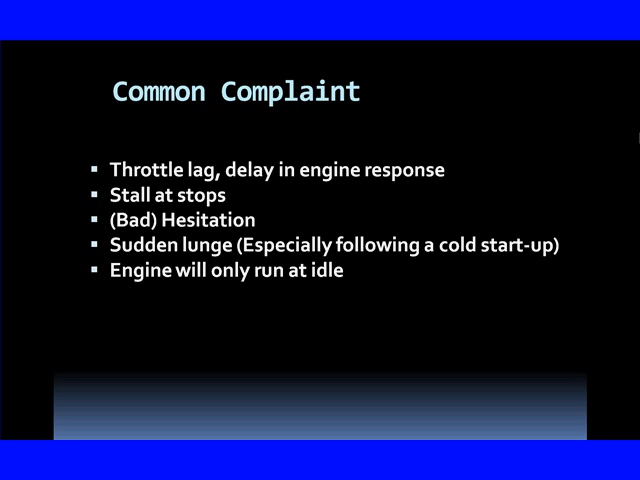 Common Complaint
▪ Throttle lag, delay in engine response
▪ Stall at stops
▪ (Bad) Hesitation
▪ Sudden lunge (Especially following a cold start-up)
▪ Engine will only run at idle